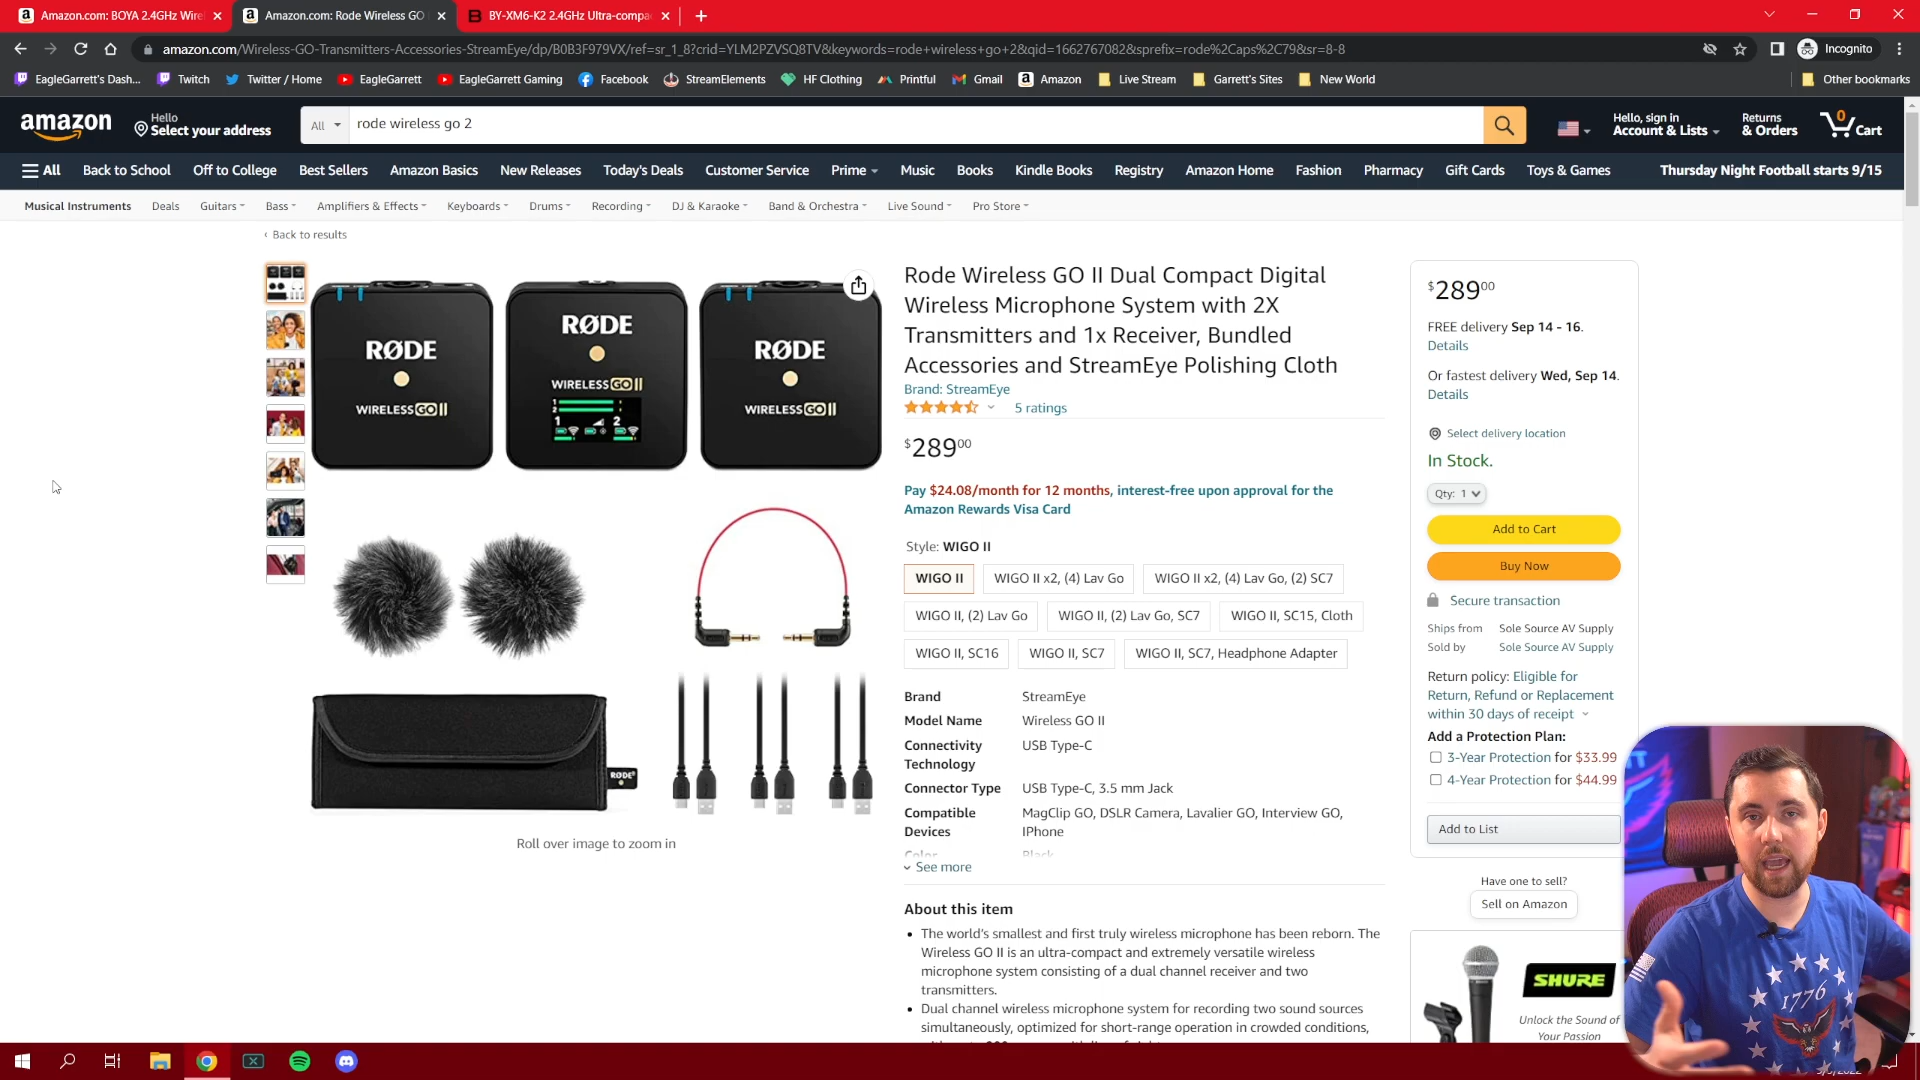 Amazon.com: BOYA 2.4GHz Wirel
Amazon.com: Rode Wireless GO
BY-XM6-K2 2.4GHz Ultra-compac
amazon.com/Wireless-GO-Transmitters-Accessories-StreamEye/dp/B0B3F979VX/ref=sr_1_8?crid=YLM2PZVSQ8TV&keywords=rode+wireless+go+2&qid=1662767082&sprefix=rode%2Caps%2C79&sr=8-8
Incognito
EagleGarrett's Dash...
Twitch
Twitter / Home
EagleGarrett
EagleGarrett Gaming
Facebook
StreamElements
HF Clothing
Printful
Gmail
Amazon
Live Stream
Garrett's Sites
New World
Other bookmarks
amazon
Hello
Select your address
All
rode wireless go 2
Hello, sign in
Account & Lists
Returns
& Orders
0
Cart
All
Back to School
Off to College
Best Sellers
Amazon Basics
New Releases
Today's Deals
Customer Service
Prime
Music
Books
Kindle Books
Registry
Amazon Home
Fashion
Pharmacy
Gift Cards
Toys & Games
Thursday Night Football starts 9/15
Musical Instruments
Deals
Guitars
Bass
Amplifiers & Effects
Keyboards
Drums
Recording
DJ & Karaoke
Band & Orchestra
Live Sound
Pro Store
‹ Back to results
RØDE
WIRELESS GO II
RØDE
WIRELESS GO II
1
2
1 2
RØDE
WIRELESS GO II
RØDE
Roll over image to zoom in
Rode Wireless GO II Dual Compact Digital
Wireless Microphone System with 2X
Transmitters and 1x Receiver, Bundled
Accessories and StreamEye Polishing Cloth
Brand: StreamEye
5 ratings
$289 00
Pay $24.08/month for 12 months, interest-free upon approval for the
Amazon Rewards Visa Card
Style: WIGO II
WIGO II
WIGO II x2, (4) Lav Go
WIGO II x2, (4) Lav Go, (2) SC7
WIGO II, (2) Lav Go
WIGO II, (2) Lav Go, SC7
WIGO II, SC15, Cloth
WIGO II, SC16
WIGO II, SC7
WIGO II, SC7, Headphone Adapter
Brand StreamEye
Model Name Wireless GO II
Connectivity USB Type-C
Technology
Connector Type USB Type-C, 3.5 mm Jack
Compatible MagClip GO, DSLR Camera, Lavalier GO, Interview GO,
Devices IPhone
Color Black
See more
About this item
• The world's smallest and first truly wireless microphone has been reborn. The
Wireless GO II is an ultra-compact and extremely versatile wireless
microphone system consisting of a dual channel receiver and two
transmitters.
• Dual channel wireless microphone system for recording two sound sources
simultaneously, optimized for short-range operation in crowded conditions,
$289 00
FREE delivery Sep 14 - 16.
Details
Or fastest delivery Wed, Sep 14.
Details
Select delivery location
In Stock.
Qty: 1
Add to Cart
Buy Now
Secure transaction
Ships from Sole Source AV Supply
Sold by Sole Source AV Supply
Return policy: Eligible for
Return, Refund or Replacement
within 30 days of receipt
Add a Protection Plan:
3-Year Protection for $33.99
4-Year Protection for $44.99
Add to List
Have one to sell?
Sell on Amazon
SHURE
Unlock the Sound of
Your Passion
1776